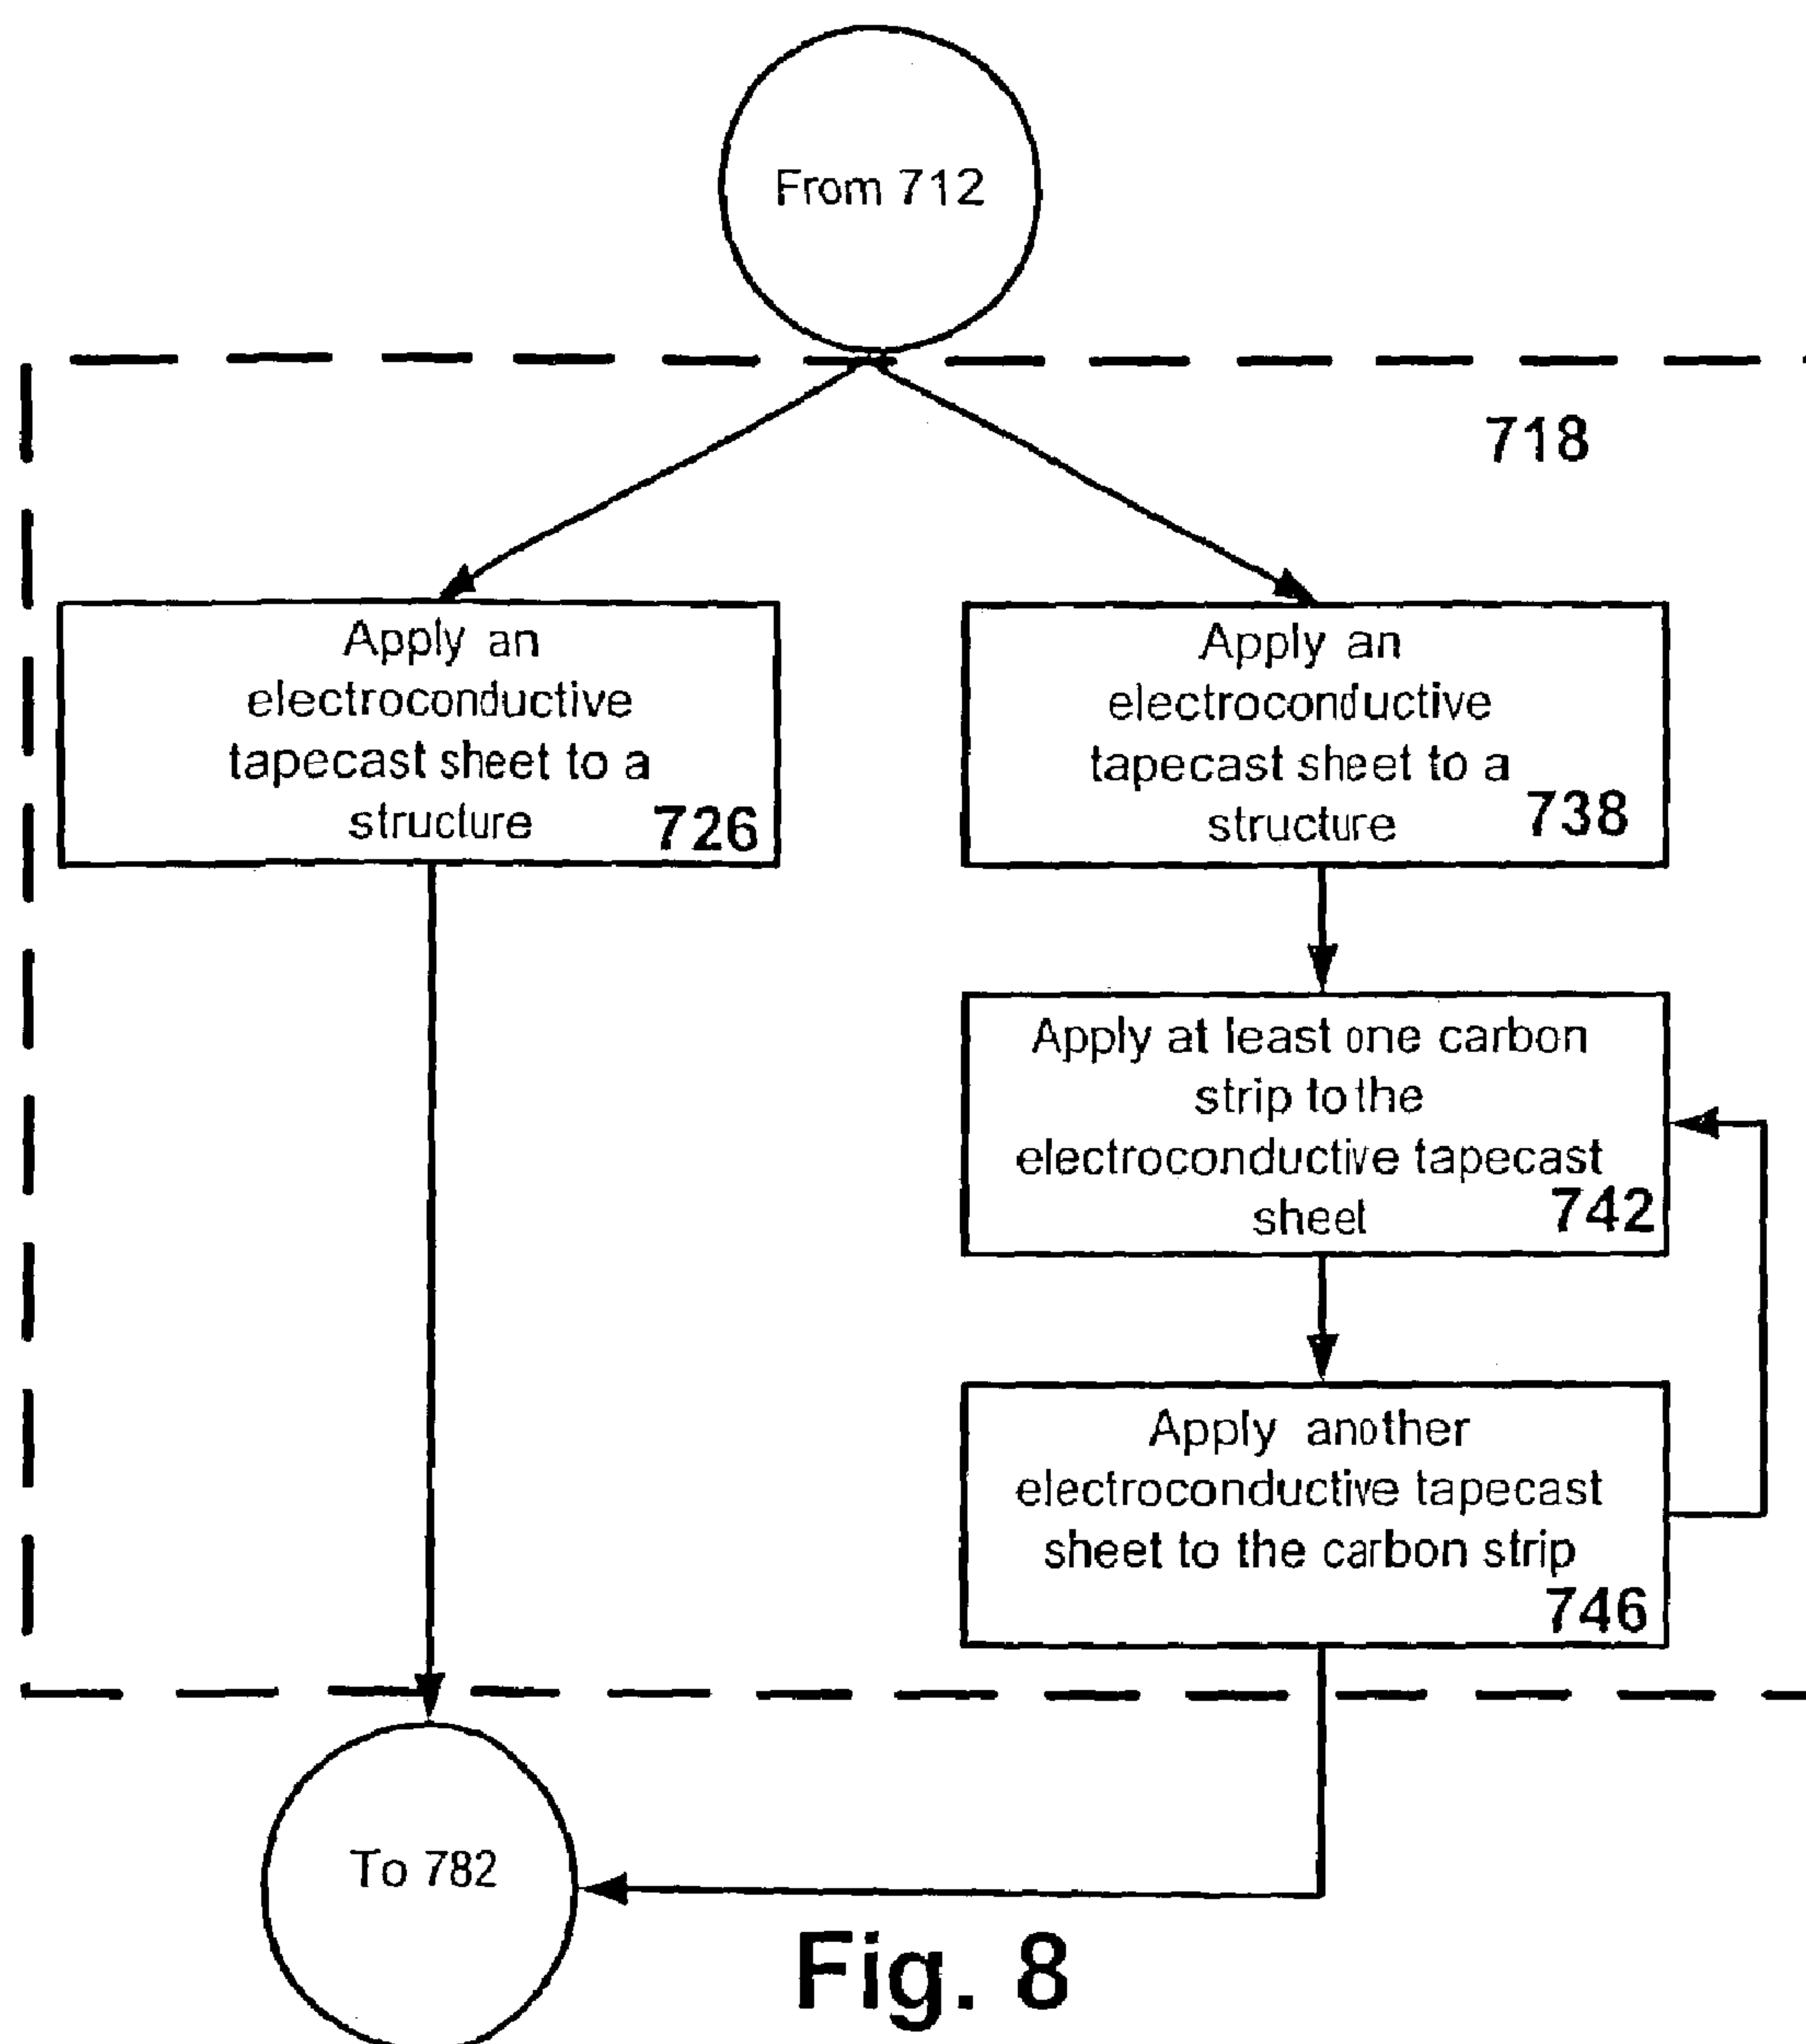 From 712
718
Apply an
electroconductive
tapecast sheet to a
structure
726
Apply an
electroconductive
tapecast sheet to a
structure
738
Apply at least one carbon
strip to the
electroconductive tapecast
sheet
742
Apply another
electroconductive tapecast
sheet to the carbon strip
746
To 782
Fig. 8